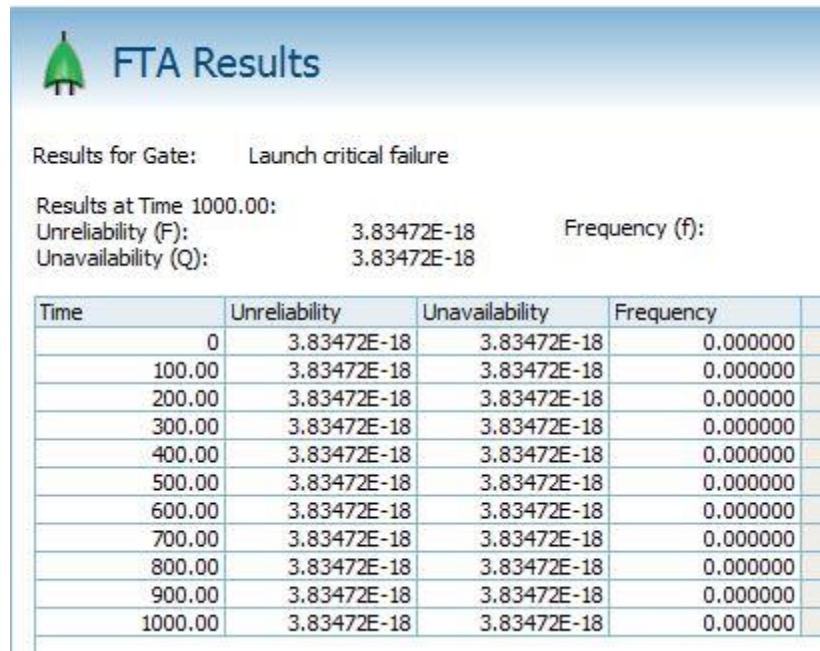 FTA Results
Results for Gate: Launch critical failure
Results at Time 1000.00:
Unreliability (F): 3.83472E-18 Frequency (f):
Unavailability (Q): 3.83472E-18
Time Unreliability Unavailability Frequency
0 3.83472E-18 3.83472E-18 0.000000
100.00 3.83472E-18 3.83472E-18 0.000000
200.00 3.83472E-18 3.83472E-18 0.000000
300.00 3.83472E-18 3.83472E-18 0.000000
400.00 3.83472E-18 3.83472E-18 0.000000
500.00 3.83472E-18 3.83472E-18 0.000000
600.00 3.83472E-18 3.83472E-18 0.000000
700.00 3.83472E-18 3.83472E-18 0.000000
800.00 3.83472E-18 3.83472E-18 0.000000
900.00 3.83472E-18 3.83472E-18 0.000000
1000.00 3.83472E-18 3.83472E-18 0.000000